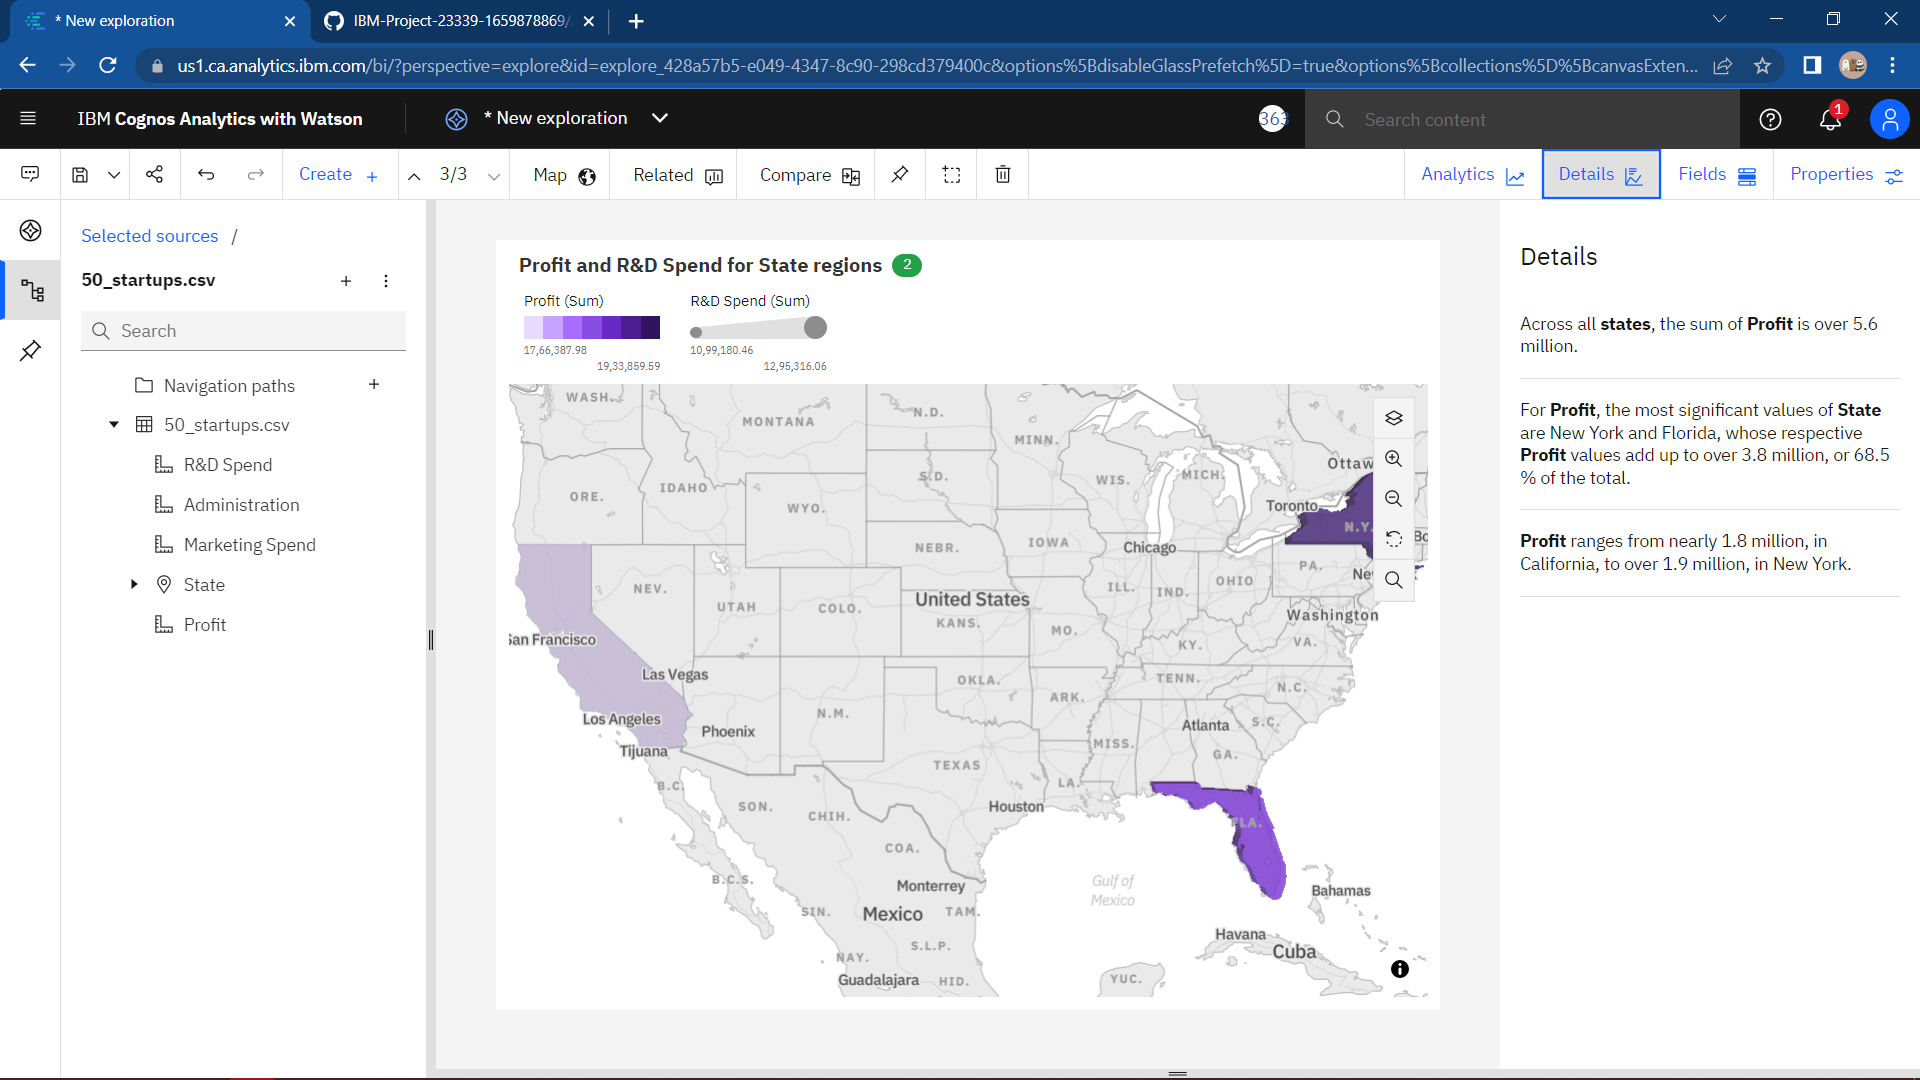 * New exploration
IBM-Project-23339-1659878869/
us1.ca.analytics.ibm.com/bi/?perspective=explore&id=explore_428a57b5-e049-4347-8c90-298cd379400c&options%5BdisableGlassPrefetch%5D=true&options%5Bcollections%5D%5BcanvasExten...
IBM Cognos Analytics with Watson
* New exploration
363
Search content
1
Create
3/3
Map
Related
Compare
Analytics
Details
Fields
Properties
Selected sources /
50_startups.csv
Search
Navigation paths
50_startups.csv
R&D Spend
Administration
Marketing Spend
State
Profit
Profit and R&D Spend for State regions 2
Profit (Sum)
17,66,387.98
19,33,859.59
R&D Spend (Sum)
10,99,180.46
12,95,316.06
WASH.
MONTANA
N.D.
MINN.
Ottaw
ORE.
IDAHO
S.D.
WIS.
MICH.
WYO.
Toronto
N.Y.
NEBR.
IOWA
Chicago
Bo
PA.
Ne
NEV.
UTAH
COLO.
United States
KANS.
ILL.
IND.
OHIO
Washington
San Francisco
MO.
KY.
VA.
Las Vegas
OKLA.
ARK.
TENN.
N.C.
Los Angeles
Phoenix
N.M.
Atlanta
S.C.
Tijuana
MISS.
GA.
TEXAS
B.C.
LA.
SON.
CHIH.
Houston
FLA.
COA.
B.C.S.
Monterrey
Gulf of
Mexico
Bahamas
SIN.
Mexico
TAM.
Havana
Cuba
NAY.
S.L.P.
Guadalajara
HID.
YUC.
Details
Across all states, the sum of Profit is over 5.6
million.
For Profit, the most significant values of State
are New York and Florida, whose respective
Profit values add up to over 3.8 million, or 68.5
% of the total.
Profit ranges from nearly 1.8 million, in
California, to over 1.9 million, in New York.